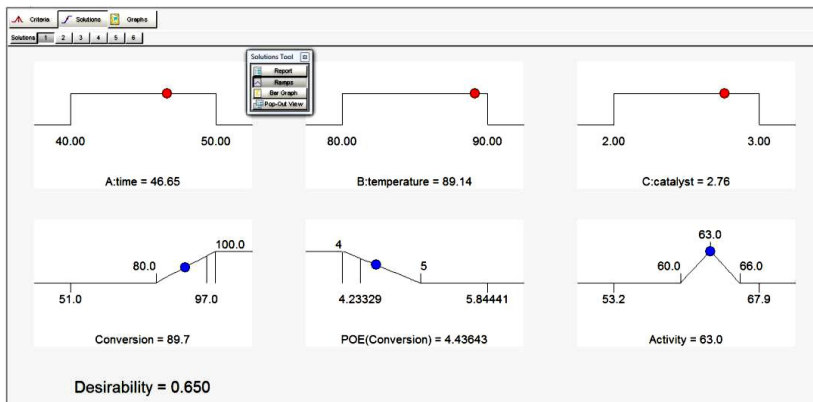 Criteria Solutions Graphs
Solutions 1 2 3 4 5 6
Solutions Tool
Report
Ramps
Bar Graph
Pop-Out View
40.00 50.00
A:time = 46.65
80.00 90.00
B:temperature = 89.14
2.00 3.00
C:catalyst = 2.76
80.0 100.0
51.0 97.0
Conversion = 89.7
4 5
4.23329 5.84441
POE(Conversion) = 4.43643
63.0
60.0 66.0
53.2 67.9
Activity = 63.0
Desirability = 0.650